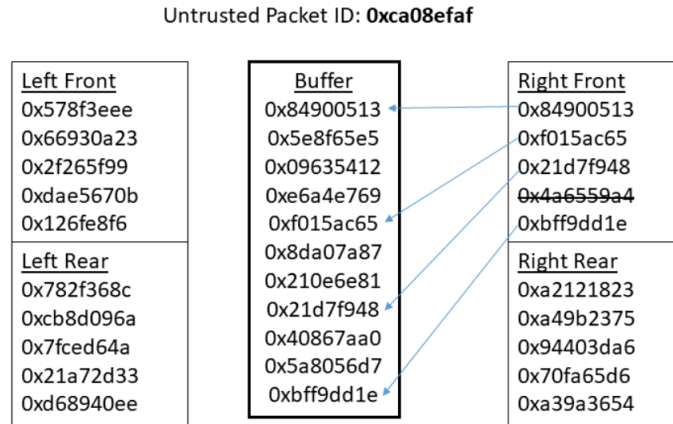 Untrusted Packet ID: 0xca08efaf
Left Front
0x578f3eee
0x66930a23
0x2f265f99
0xdae5670b
0x126fe8f6
Left Rear
0x782f368c
0xcb8d096a
0x7fced64a
0x21a72d33
0xd68940ee
Buffer
0x84900513
0x5e8f65e5
0x09635412
0xe6a4e769
0xf015ac65
0x8da07a87
0x210e6e81
0x21d7f948
0x40867aa0
0x5a8056d7
0xbff9dd1e
Right Front
0x84900513
0xf015ac65
0x21d7f948
0x4a6559a4
0xbff9dd1e
Right Rear
0xa2121823
0xa49b2375
0x94403da6
0x70fa65d6
0xa39a3654